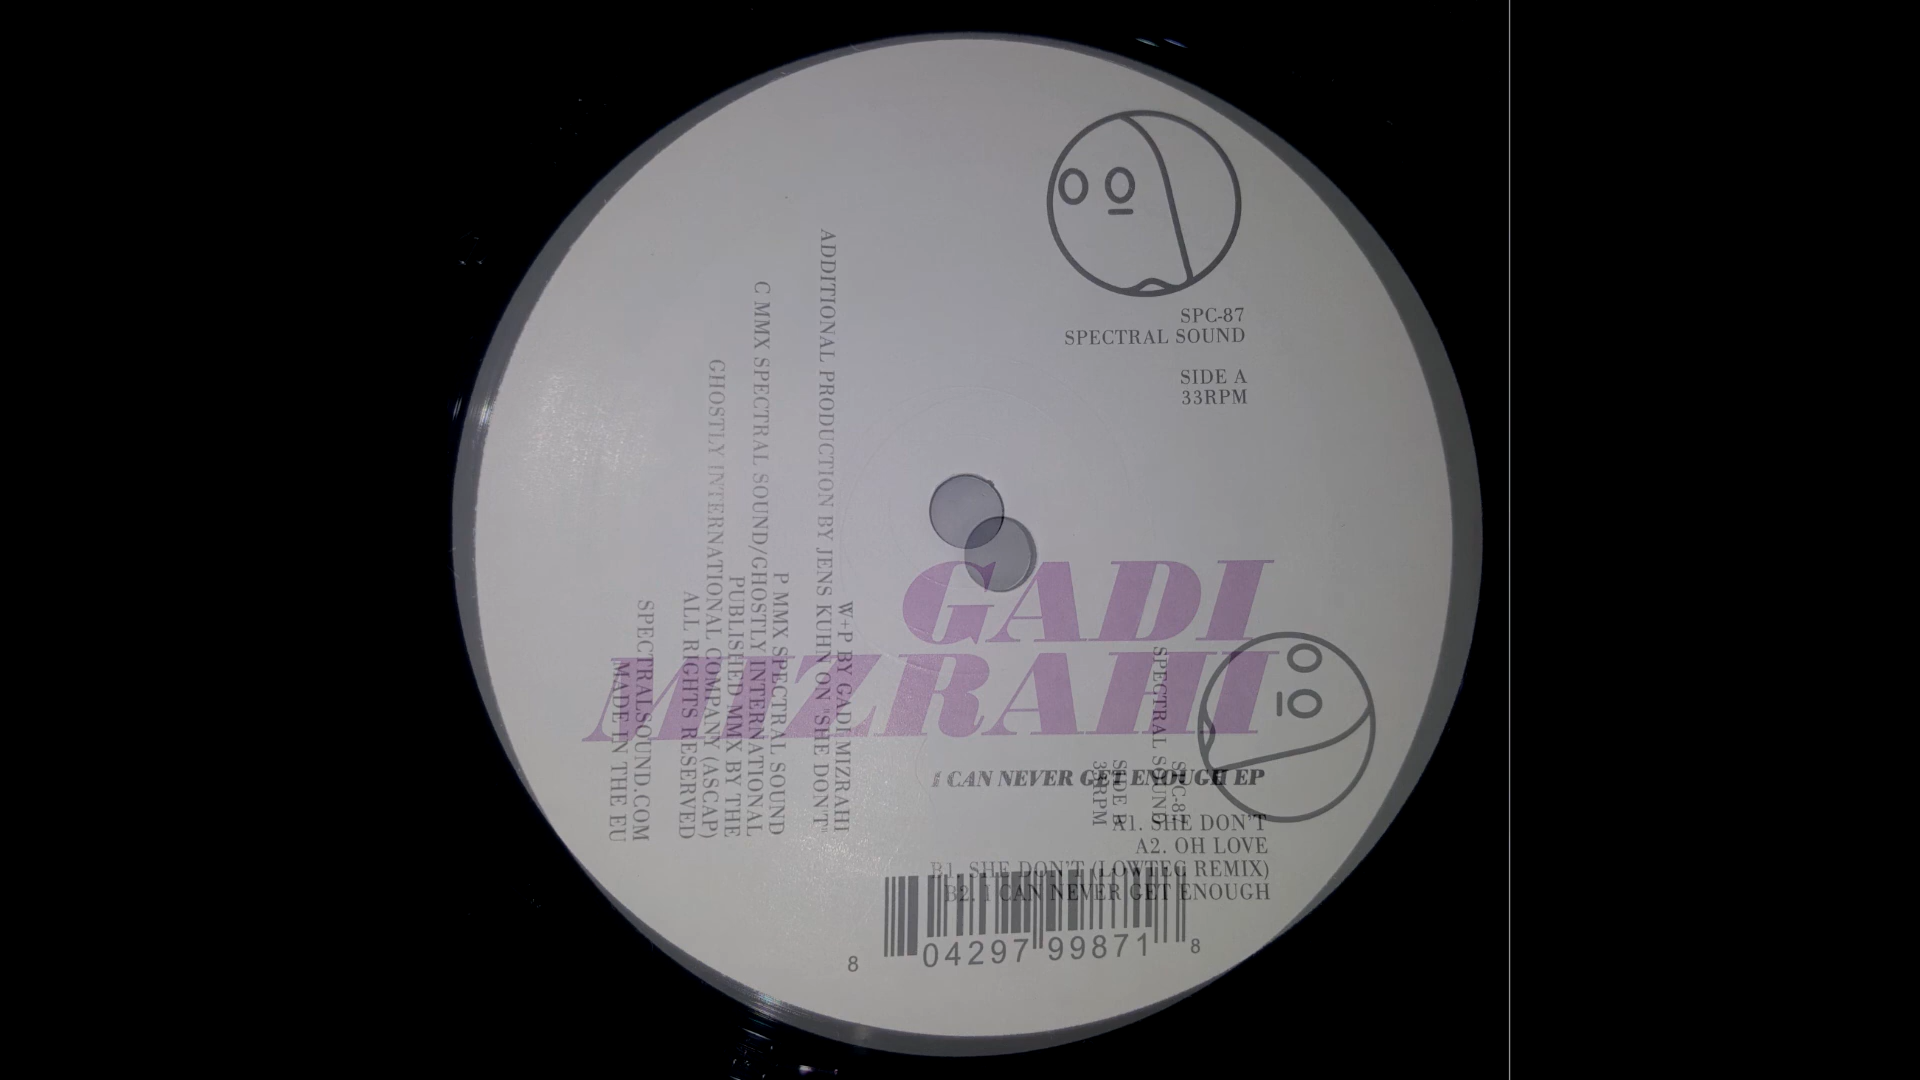 SPC-87
SPECTRAL SOUND
SIDE A
33RPM
GADI
MIZRAHI
I CAN NEVER GET ENOUGH EP
A1. SHE DON'T
A2. OH LOVE
B1. SHE DON'T (LOWTEC REMIX)
B2. I CAN NEVER GET ENOUGH
SPC-87
SPECTRAL SOUND
SIDE B
33RPM
W+P BY GADI MIZRAHI
ADDITIONAL PRODUCTION BY JENS KUHN ON "SHE DON'T"
P MMX SPECTRAL SOUND
C MMX SPECTRAL SOUND/GHOSTLY INTERNATIONAL
PUBLISHED MMX BY THE
GHOSTLY INTERNATIONAL COMPANY (ASCAP)
ALL RIGHTS RESERVED
SPECTRALSOUND.COM
MADE IN THE EU
8 04297 99871 8